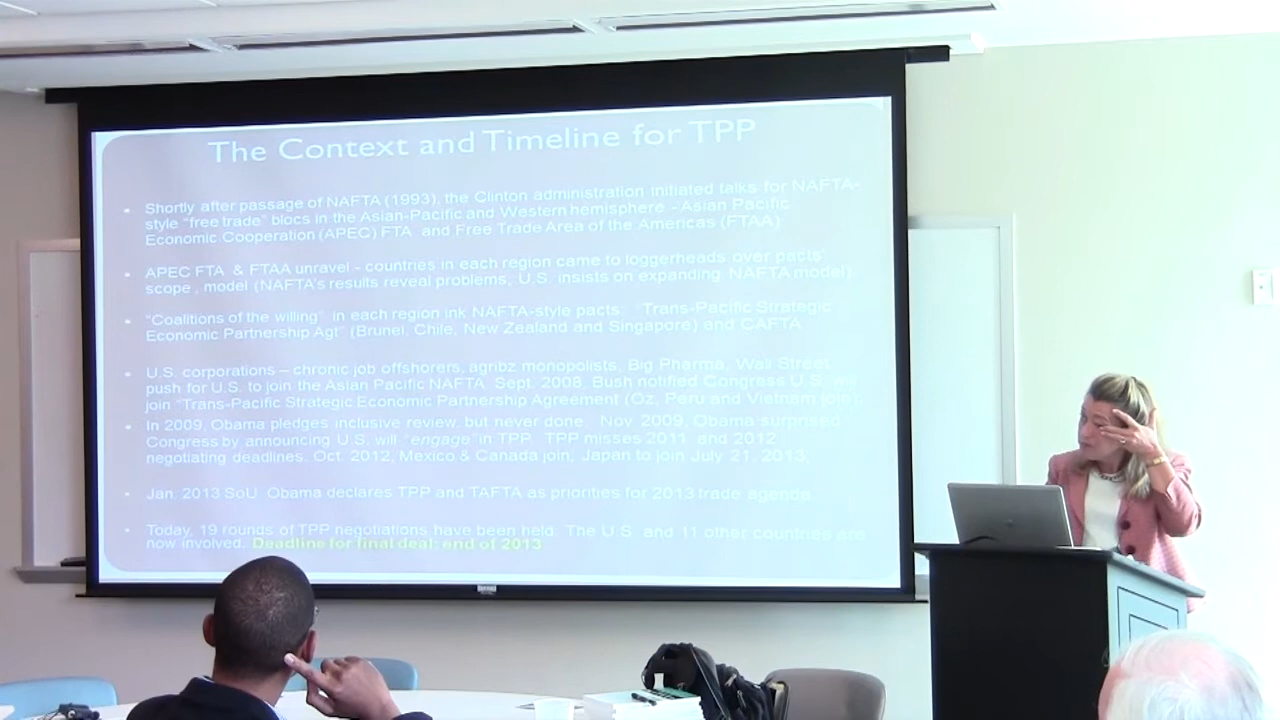 The Context and Timeline for TPP
Shortly after passage of NAFTA (1993), the Clinton administration initiated talks for NAFTA-
style "free trade" blocs in the Asian-Pacific and Western hemisphere - Asian Pacific
Economic Cooperation (APEC) FTA and Free Trade Area of the Americas (FTAA)
APEC FTA & FTAA unravel - countries in each region came to loggerheads over pacts'
scope , model (NAFTA's results reveal problems, U.S. insists on expanding NAFTA model)
"Coalitions of the willing" in each region ink NAFTA-style pacts: "Trans-Pacific Strategic
Economic Partnership Agt" (Brunei, Chile, New Zealand and Singapore) and CAFTA
U.S. corporations – chronic job offshorers, agribz monopolists, Big Pharma, Wall Street
push for U.S. to join the Asian Pacific NAFTA Sept. 2008, Bush notified Congress U.S. will
join "Trans-Pacific Strategic Economic Partnership Agreement (Oz, Peru and Vietnam join)
In 2009, Obama pledges inclusive review, but never done. Nov. 2009, Obama surprised
Congress by announcing U.S. will "engage" in TPP. TPP misses 2011 and 2012
negotiating deadlines. Oct. 2012, Mexico & Canada join; Japan to join July 21, 2013.
Jan. 2013 SoU Obama declares TPP and TAFTA as priorities for 2013 trade agenda
Today, 19 rounds of TPP negotiations have been held. The U.S. and 11 other countries are
now involved. Deadline for final deal: end of 2013